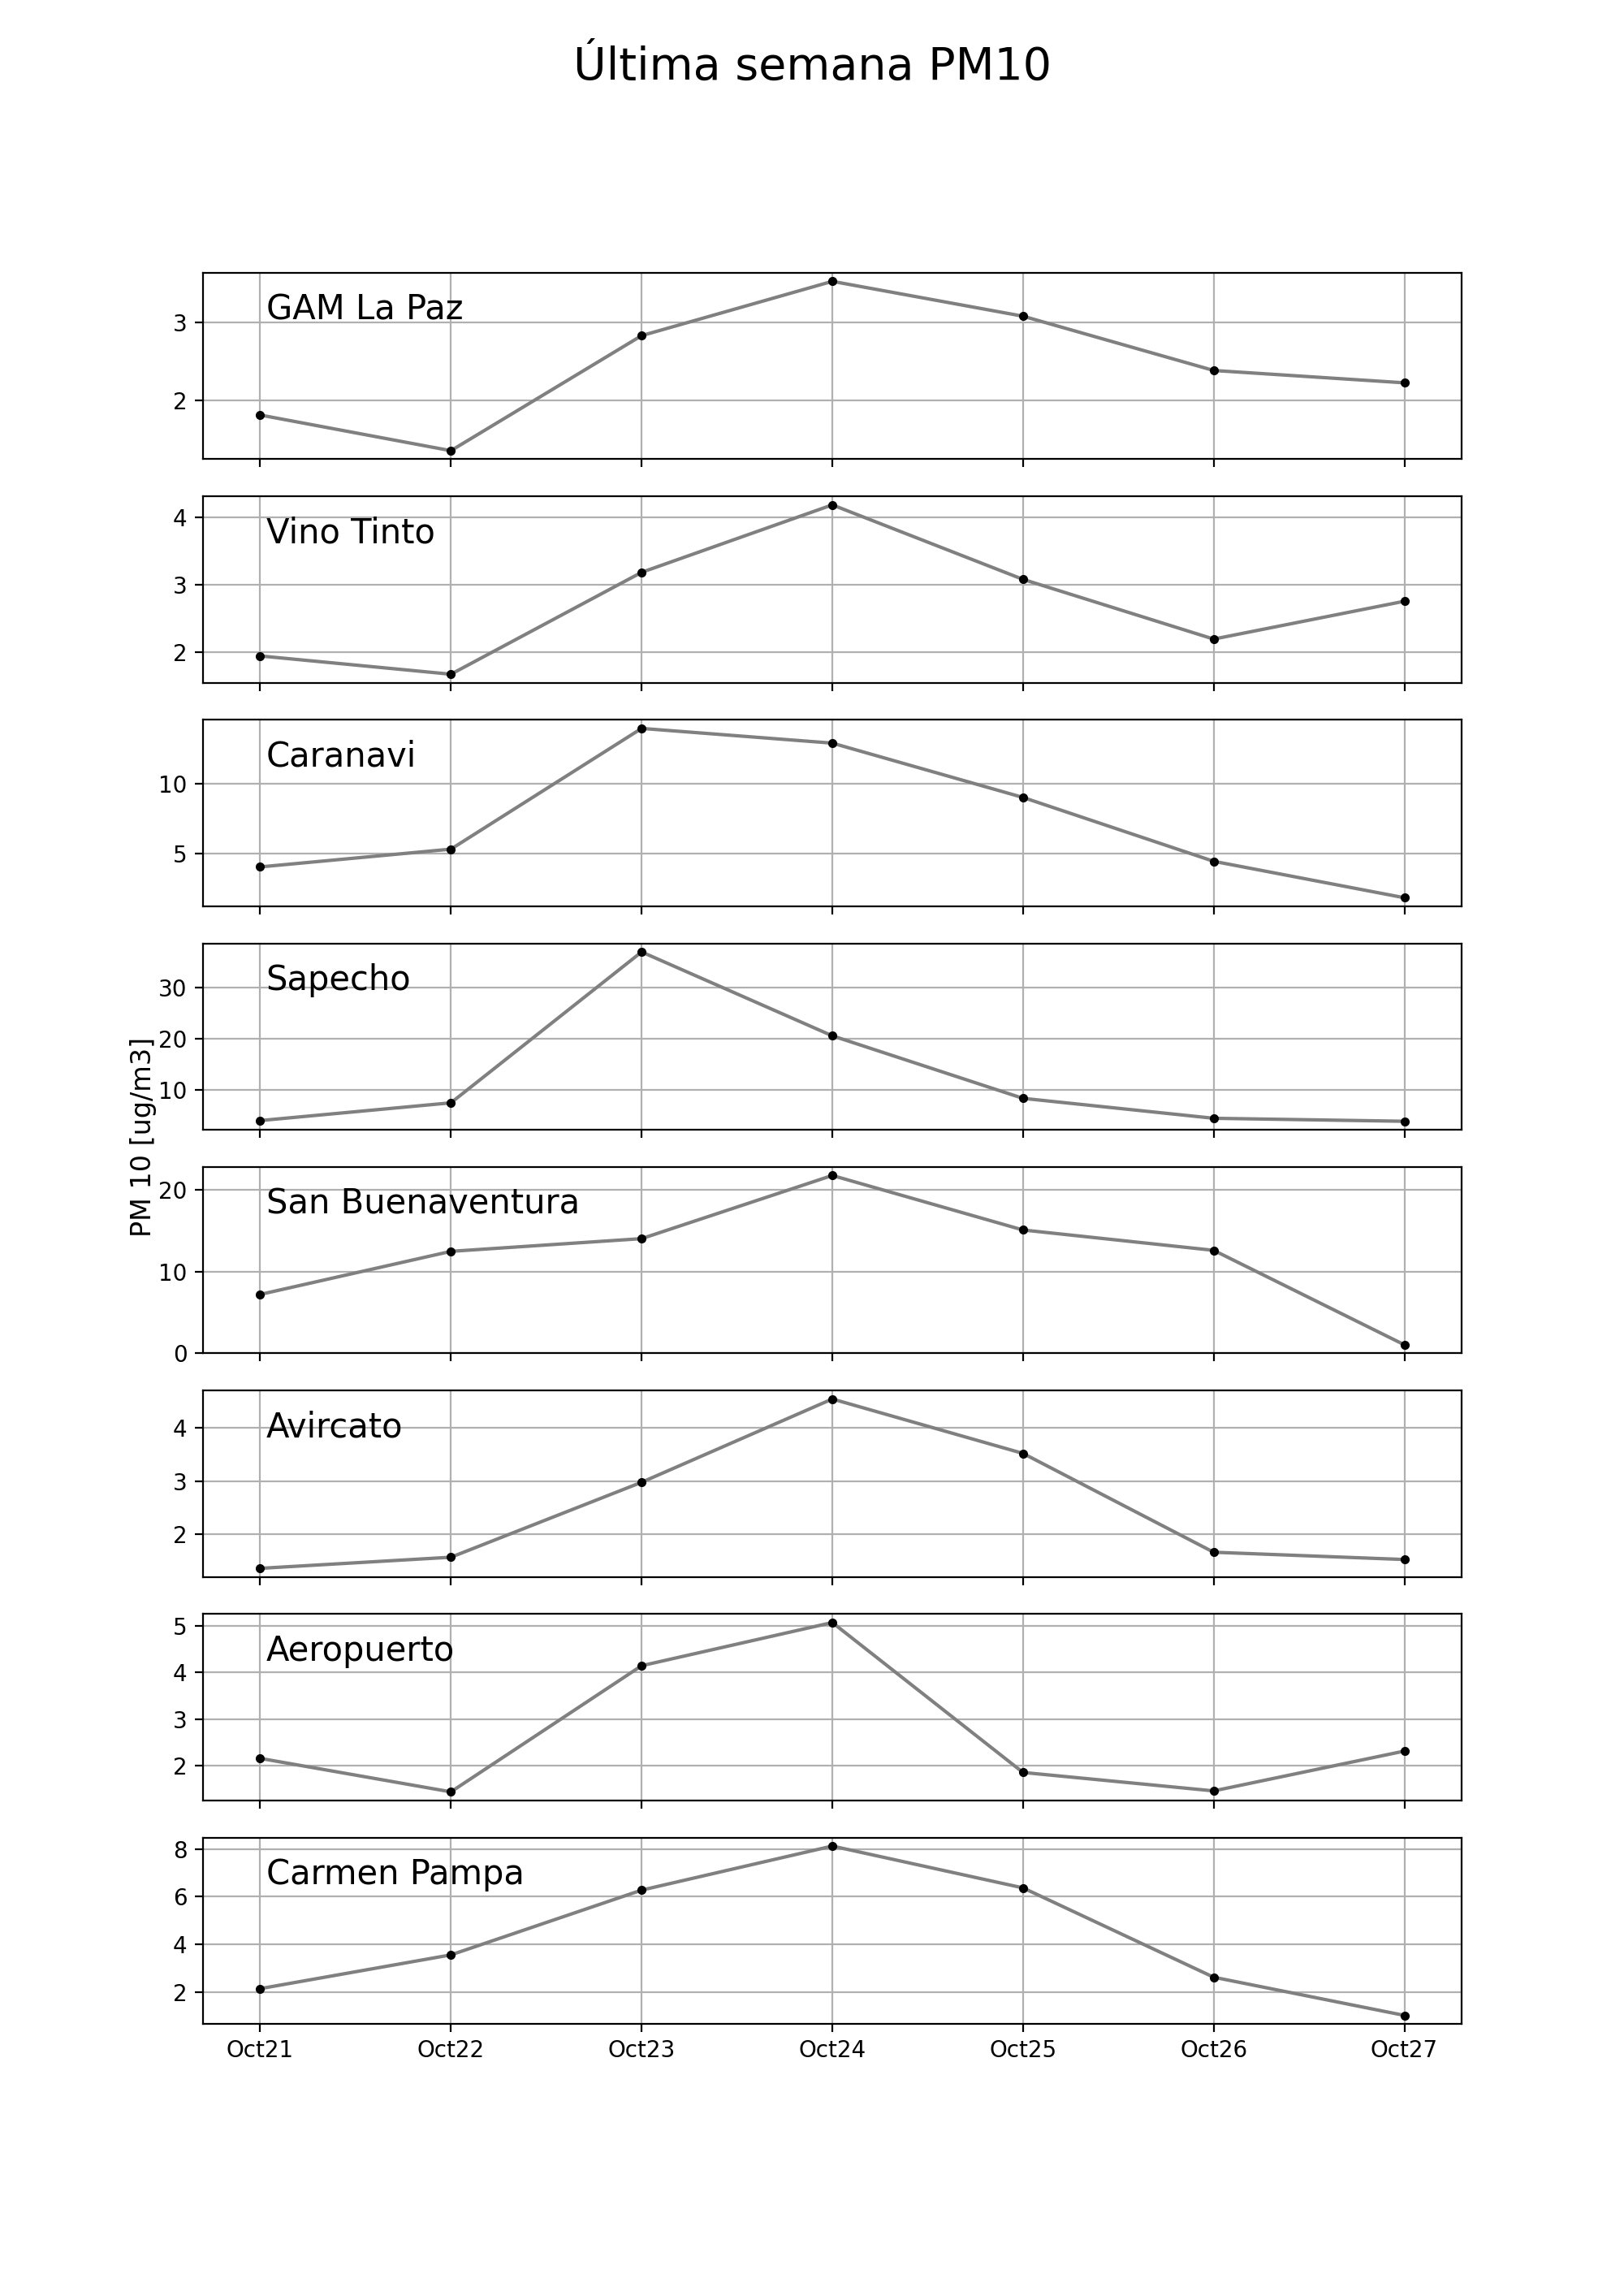 Última semana PM10
GAM La Paz
3
2
Vino Tinto
4
3
2
Caranavi
10
5
Sapecho
30
20
10
PM 10 [ug/m3]
San Buenaventura
20
10
0
Avircato
4
3
2
Aeropuerto
5
4
3
2
Carmen Pampa
8
6
4
2
Oct21 Oct22 Oct23 Oct24 Oct25 Oct26 Oct27